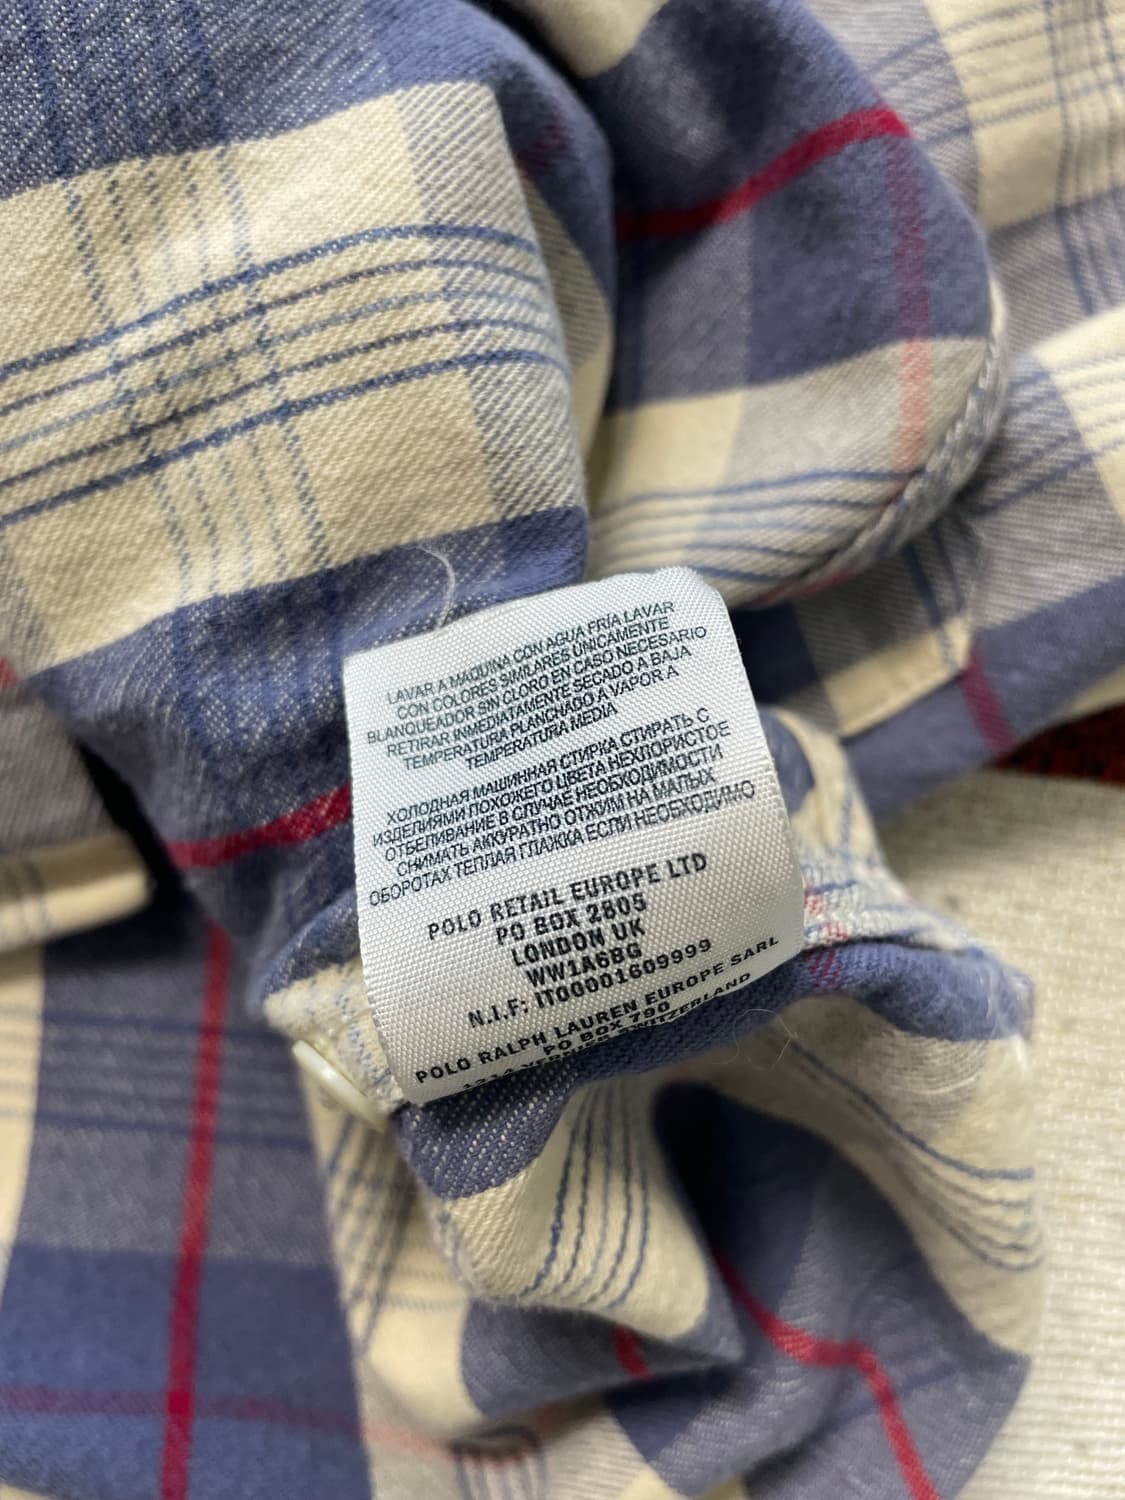 LAVAR A MAQUINA CON AGUA FRÍA LAVAR
CON COLORES SIMILARES ÚNICAMENTE
BLANQUEADOR SIN CLORO EN CASO NECESARIO
RETIRAR INMEDIATAMENTE SECADO A BAJA
TEMPERATURA PLANCHADO A VAPOR A
TEMPERATURA MEDIA
ХОЛОДНАЯ МАШИННАЯ СТИРКА СТИРАТЬ С
ИЗДЕЛИЯМИ ПОХОЖЕГО ЦВЕТА НЕХЛОРИСТОЕ
ОТБЕЛИВАНИЕ В СЛУЧАЕ НЕОБХОДИМОСТИ
СНИМАТЬ АККУРАТНО ОТЖИМ НА МАЛЫХ
ОБОРОТАХ ТЕПЛАЯ ГЛАЖКА ЕСЛИ НЕОБХОДИМО
POLO RETAIL EUROPE LTD
PO BOX 2805
LONDON UK
WW1A6BG
N.I.F: IT00001609999
POLO RALPH LAUREN EUROPE SARL
PO BOX 790
SWITZERLAND